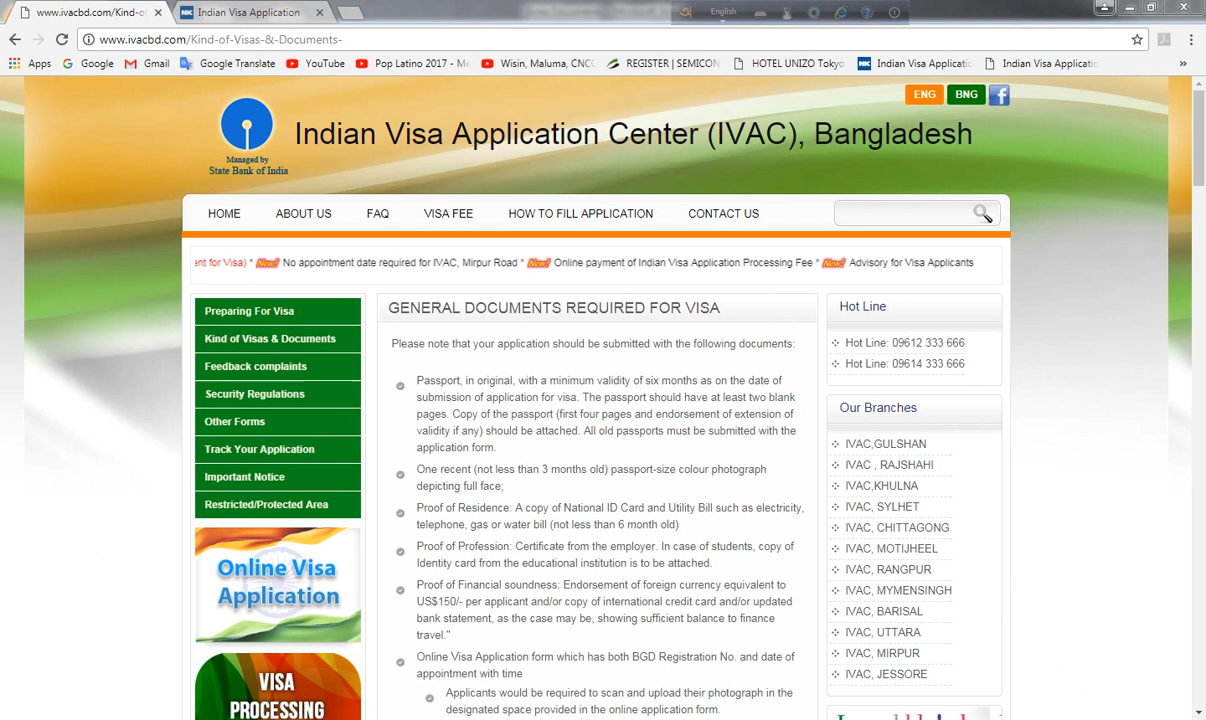 www.ivacbd.com/Kind-of
Indian Visa Application
English
www.ivacbd.com/Kind-of-Visas-&-Documents-
Apps
Google
Gmail
Google Translate
YouTube
Pop Latino 2017 - Me
Wisin, Maluma, CNCO
REGISTER | SEMICON
HOTEL UNIZO Tokyo
Indian Visa Applicatio
Indian Visa Applicatio
ENG BNG
Indian Visa Application Center (IVAC), Bangladesh
Managed by
State Bank of India
HOME ABOUT US FAQ VISA FEE HOW TO FILL APPLICATION CONTACT US
ent for Visa) * New! No appointment date required for IVAC, Mirpur Road * New! Online payment of Indian Visa Application Processing Fee * New! Advisory for Visa Applicants
Preparing For Visa
Kind of Visas & Documents
Feedback complaints
Security Regulations
Other Forms
Track Your Application
Important Notice
Restricted/Protected Area
Online Visa
Application
VISA
PROCESSING
GENERAL DOCUMENTS REQUIRED FOR VISA
Please note that your application should be submitted with the following documents:
Passport, in original, with a minimum validity of six months as on the date of
submission of application for visa. The passport should have at least two blank
pages. Copy of the passport (first four pages and endorsement of extension of
validity if any) should be attached. All old passports must be submitted with the
application form.
One recent (not less than 3 months old) passport-size colour photograph
depicting full face;
Proof of Residence: A copy of National ID Card and Utility Bill such as electricity,
telephone, gas or water bill (not less than 6 month old)
Proof of Profession: Certificate from the employer. In case of students, copy of
Identity card from the educational institution is to be attached.
Proof of Financial soundness: Endorsement of foreign currency equivalent to
US$150/- per applicant and/or copy of international credit card and/or updated
bank statement, as the case may be, showing sufficient balance to finance
travel."
Online Visa Application form which has both BGD Registration No. and date of
appointment with time
Applicants would be required to scan and upload their photograph in the
designated space provided in the online application form.
Hot Line
Hot Line: 09612 333 666
Hot Line: 09614 333 666
Our Branches
IVAC,GULSHAN
IVAC , RAJSHAHI
IVAC,KHULNA
IVAC, SYLHET
IVAC, CHITTAGONG
IVAC, MOTIJHEEL
IVAC, RANGPUR
IVAC, MYMENSINGH
IVAC, BARISAL
IVAC, UTTARA
IVAC, MIRPUR
IVAC, JESSORE